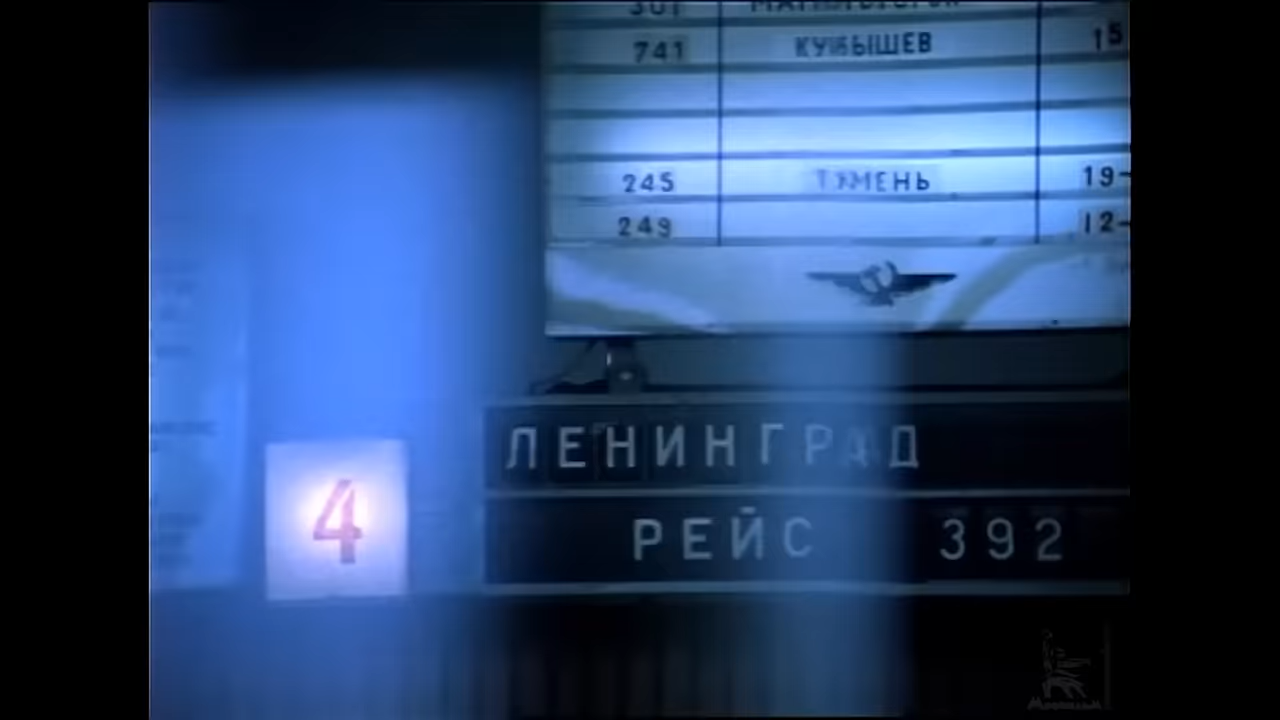 741 КУЙБЫШЕВ 15
245 ТЮМЕНЬ 19-
249 12-
ЛЕНИНГРАД
4
РЕЙС 392